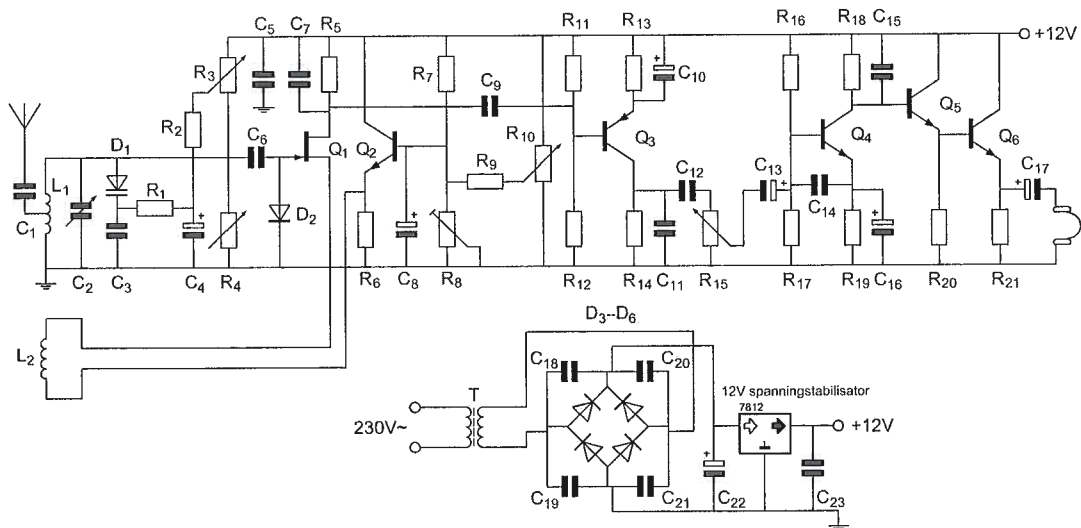 R11 R13 R16 R18 C15
C5 C7 R5
+12V
R3 R7 C9 C10
R2 R10 Q5
D1 C6 Q1 Q2 Q3 Q4 Q6
R9 C12 C13 C17
L1 R1 D2 C14
C1
C2 C3 C4 R4 R6 C8 R8 R12 R14 C11 R15 R17 R19 C16 R20 R21
D3--D6
L2
C18 C20
12V spanningstabilisator
T 7812
230V~ +12V
C19 C21 C22 C23